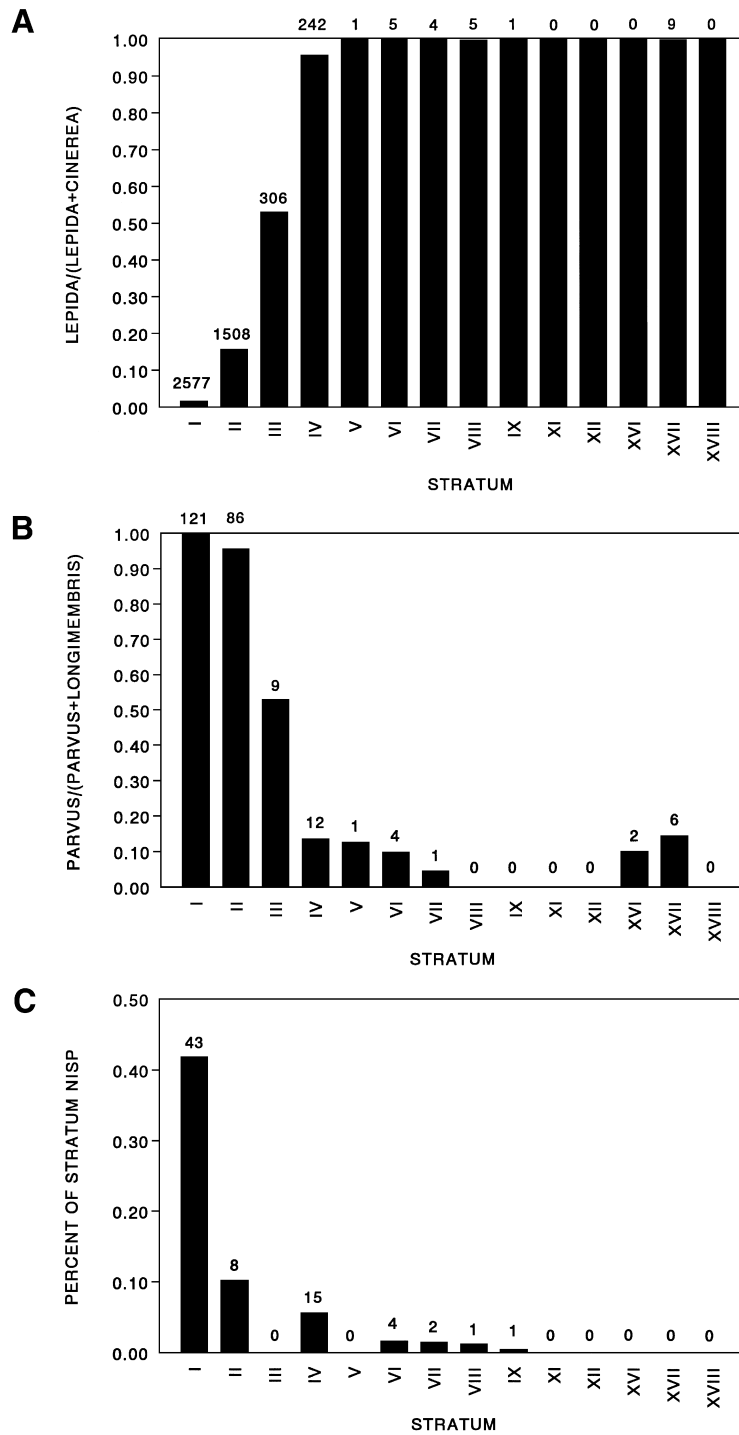 A
242 1 5 4 5 1 0 0 0 9 0
1.00
0.90
0.80
0.70
0.60
306
0.50
0.40
0.30
1508
0.20
2577
0.10
0.00
LEPIDA/(LEPIDA+CINEREA)
I II III IV V VI VII VIII IX XI XII XVI XVII XVIII
STRATUM
B
121 86
1.00
0.90
0.80
0.70
0.60
9
0.50
0.40
0.30
0.20
12 1 4 1 0 0 0 0 2 6 0
0.10
0.00
PARVUS/(PARVUS+LONGIMEMBRIS)
I II III IV V VI VII VIII IX XI XII XVI XVII XVIII
STRATUM
C
0.50
43
0.40
0.30
0.20
8
0.10
0 15 0 4 2 1 1 0 0 0 0 0
0.00
PERCENT OF STRATUM NISP
I II III IV V VI VII VIII IX XI XII XVI XVII XVIII
STRATUM